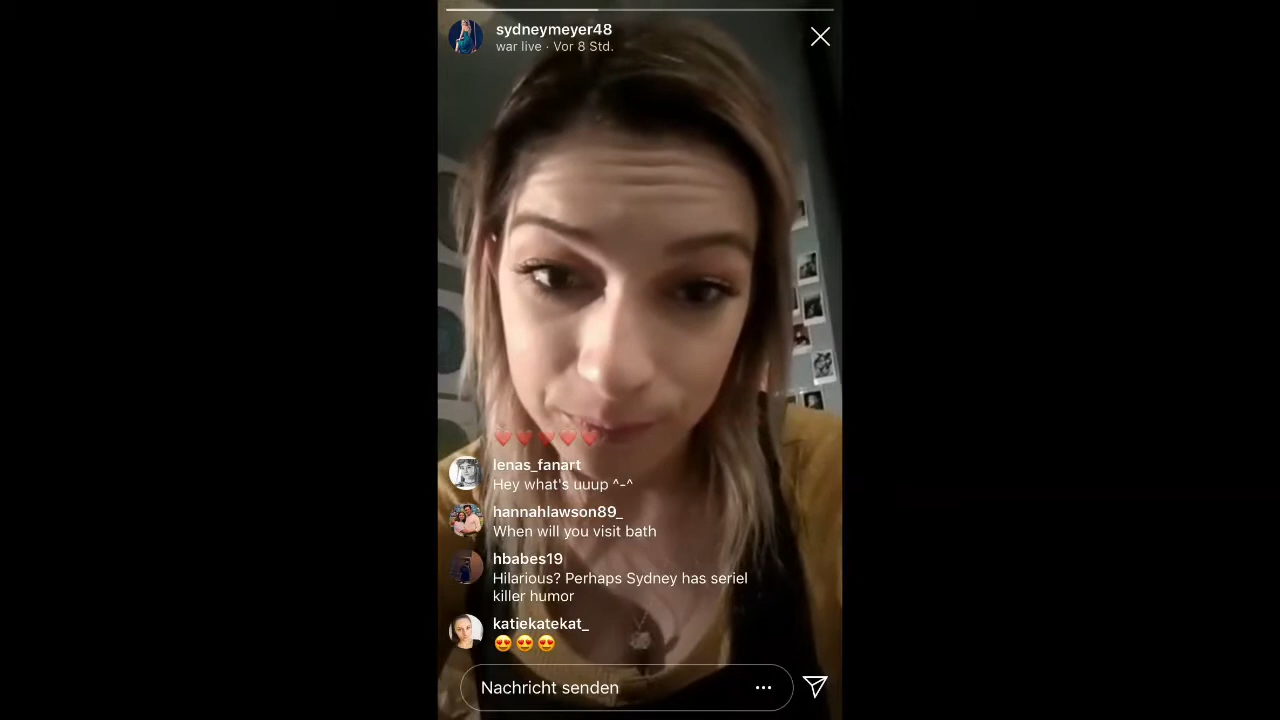 sydneymeyer48
war live · Vor 8 Std.
❤️❤️❤️❤️❤️
lenas_fanart
Hey what's uuup ^-^
hannahlawson89_
When will you visit bath
hbabes19
Hilarious? Perhaps Sydney has seriel
killer humor
katiekatekat_
😍😍😍
Nachricht senden